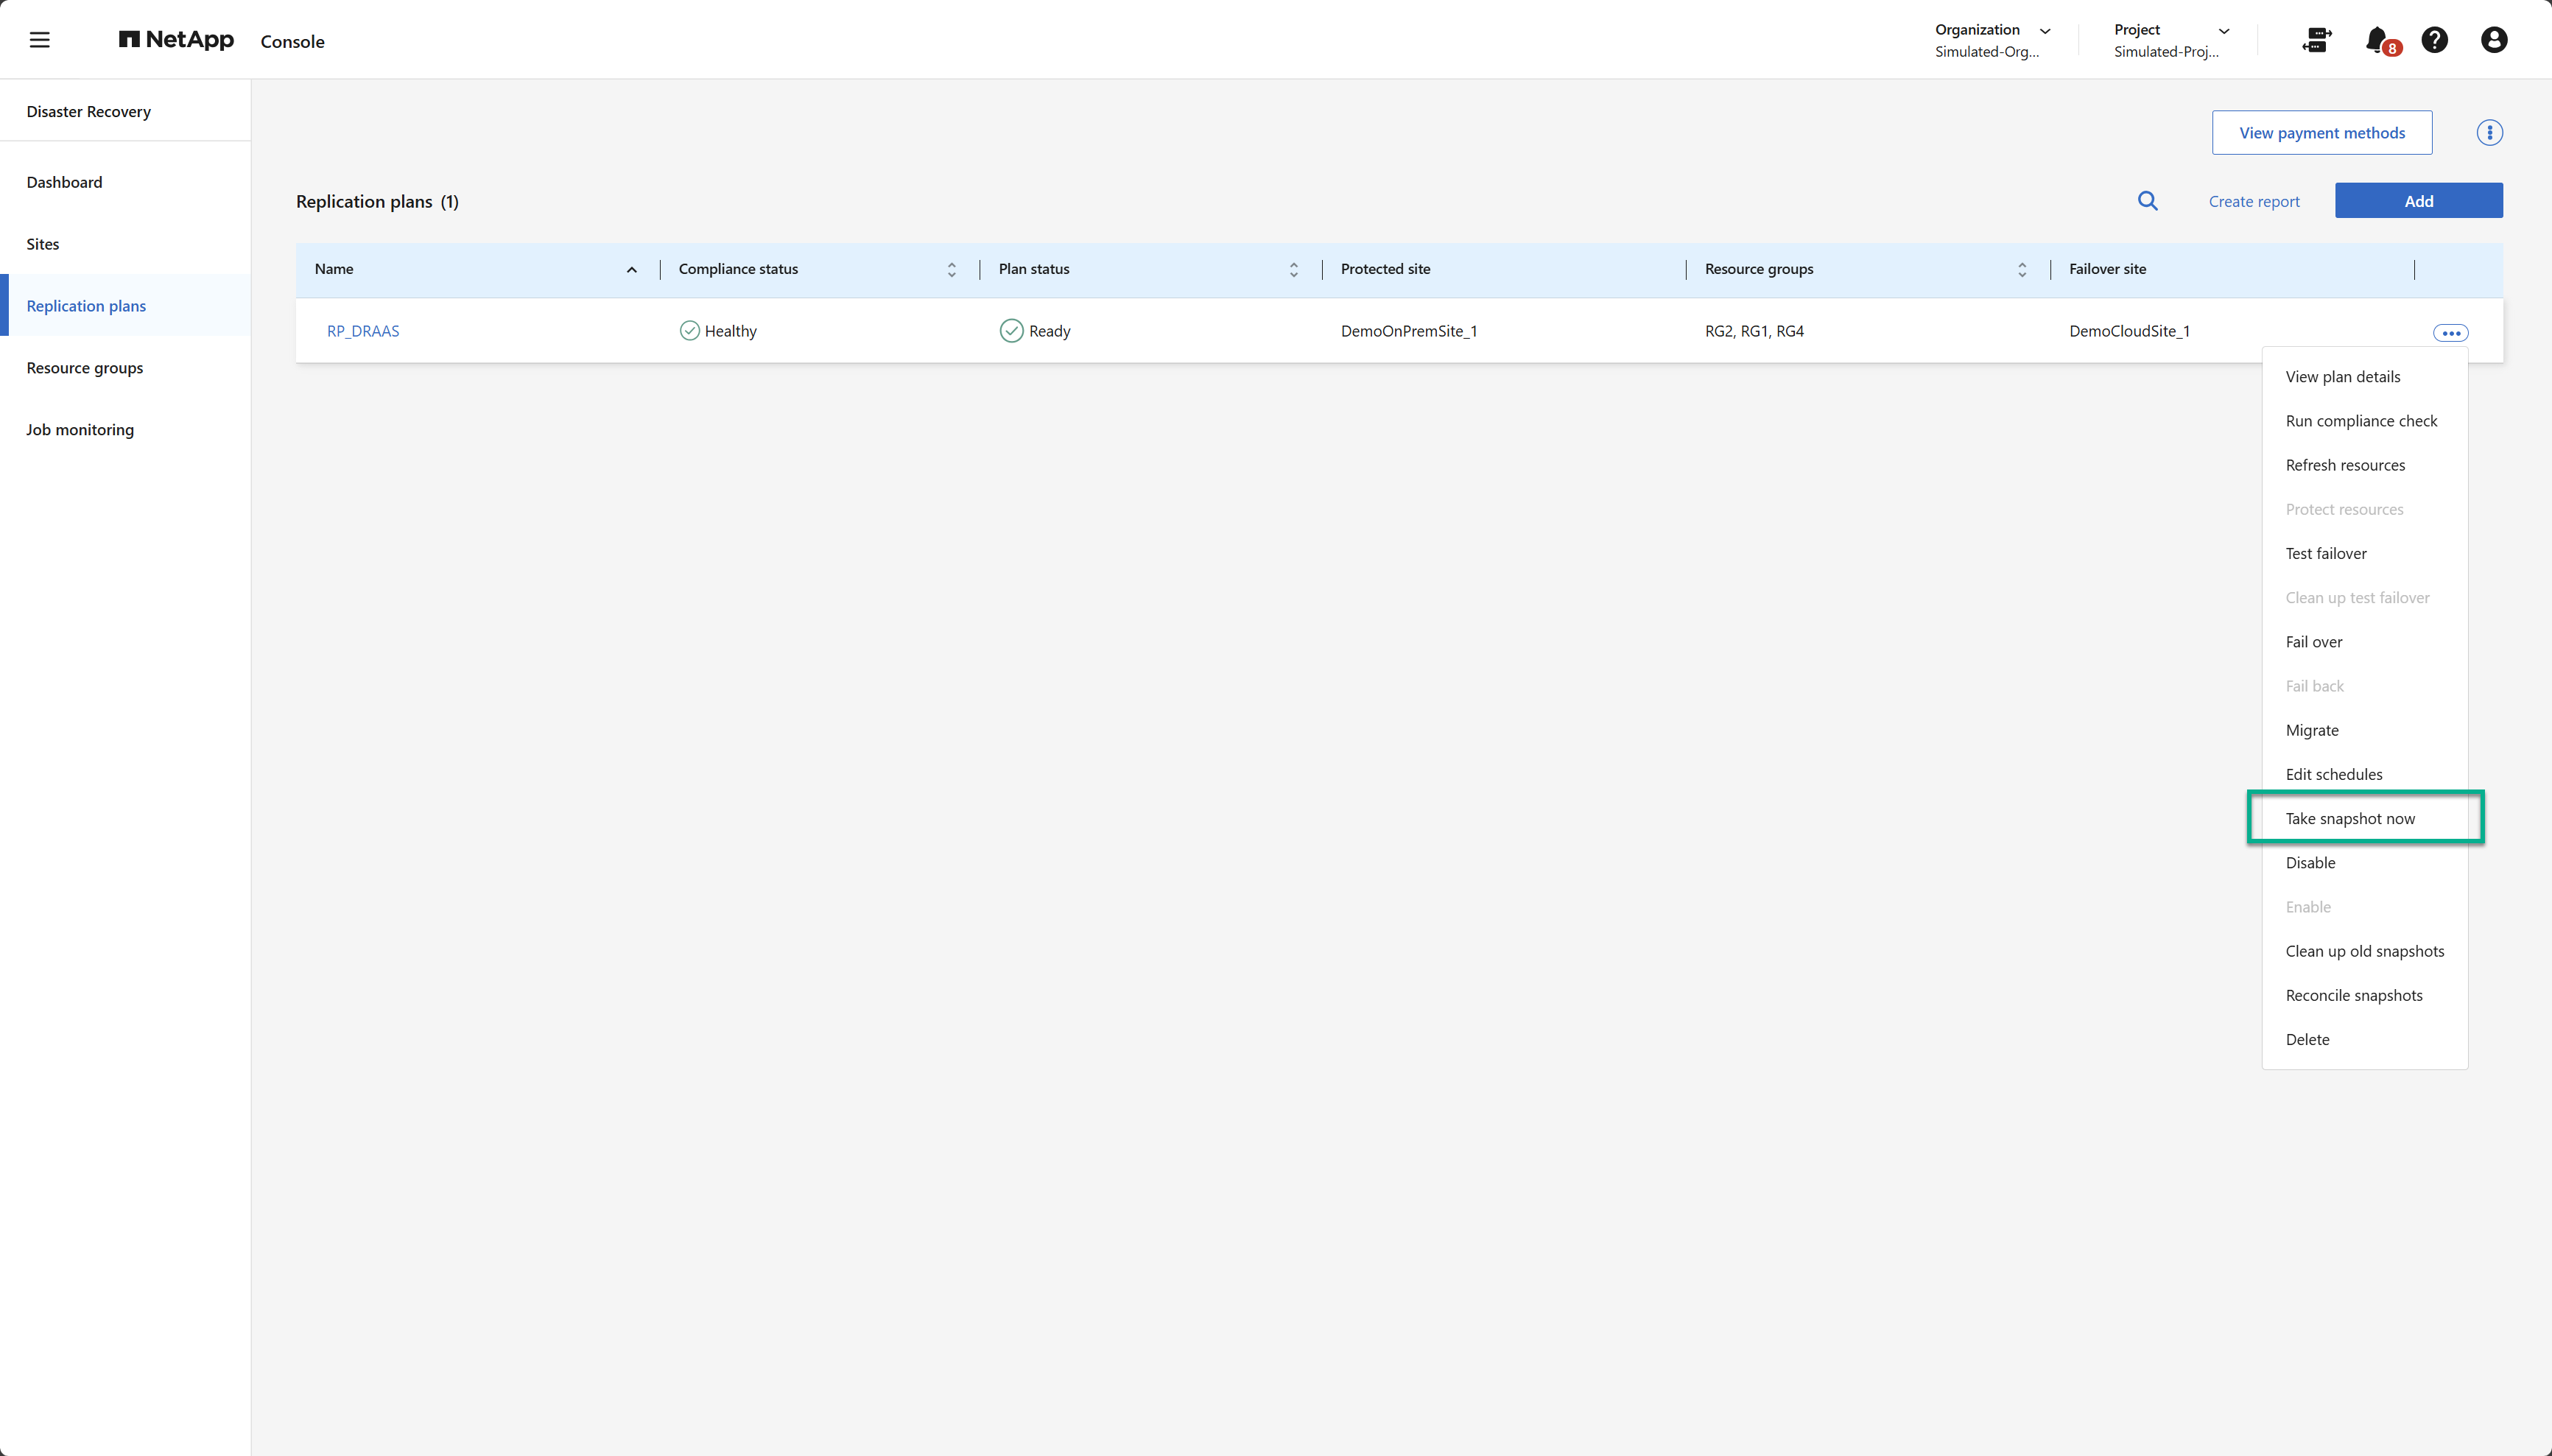 NetApp Console
Organization
Simulated-Org...
Project
Simulated-Proj...
8
?
Disaster Recovery
Dashboard
Sites
Replication plans
Resource groups
Job monitoring
View payment methods
Replication plans (1)
Create report
Add
Name
Compliance status
Plan status
Protected site
Resource groups
Failover site
RP_DRAAS
Healthy
Ready
DemoOnPremSite_1
RG2, RG1, RG4
DemoCloudSite_1
View plan details
Run compliance check
Refresh resources
Protect resources
Test failover
Clean up test failover
Fail over
Fail back
Migrate
Edit schedules
Take snapshot now
Disable
Enable
Clean up old snapshots
Reconcile snapshots
Delete